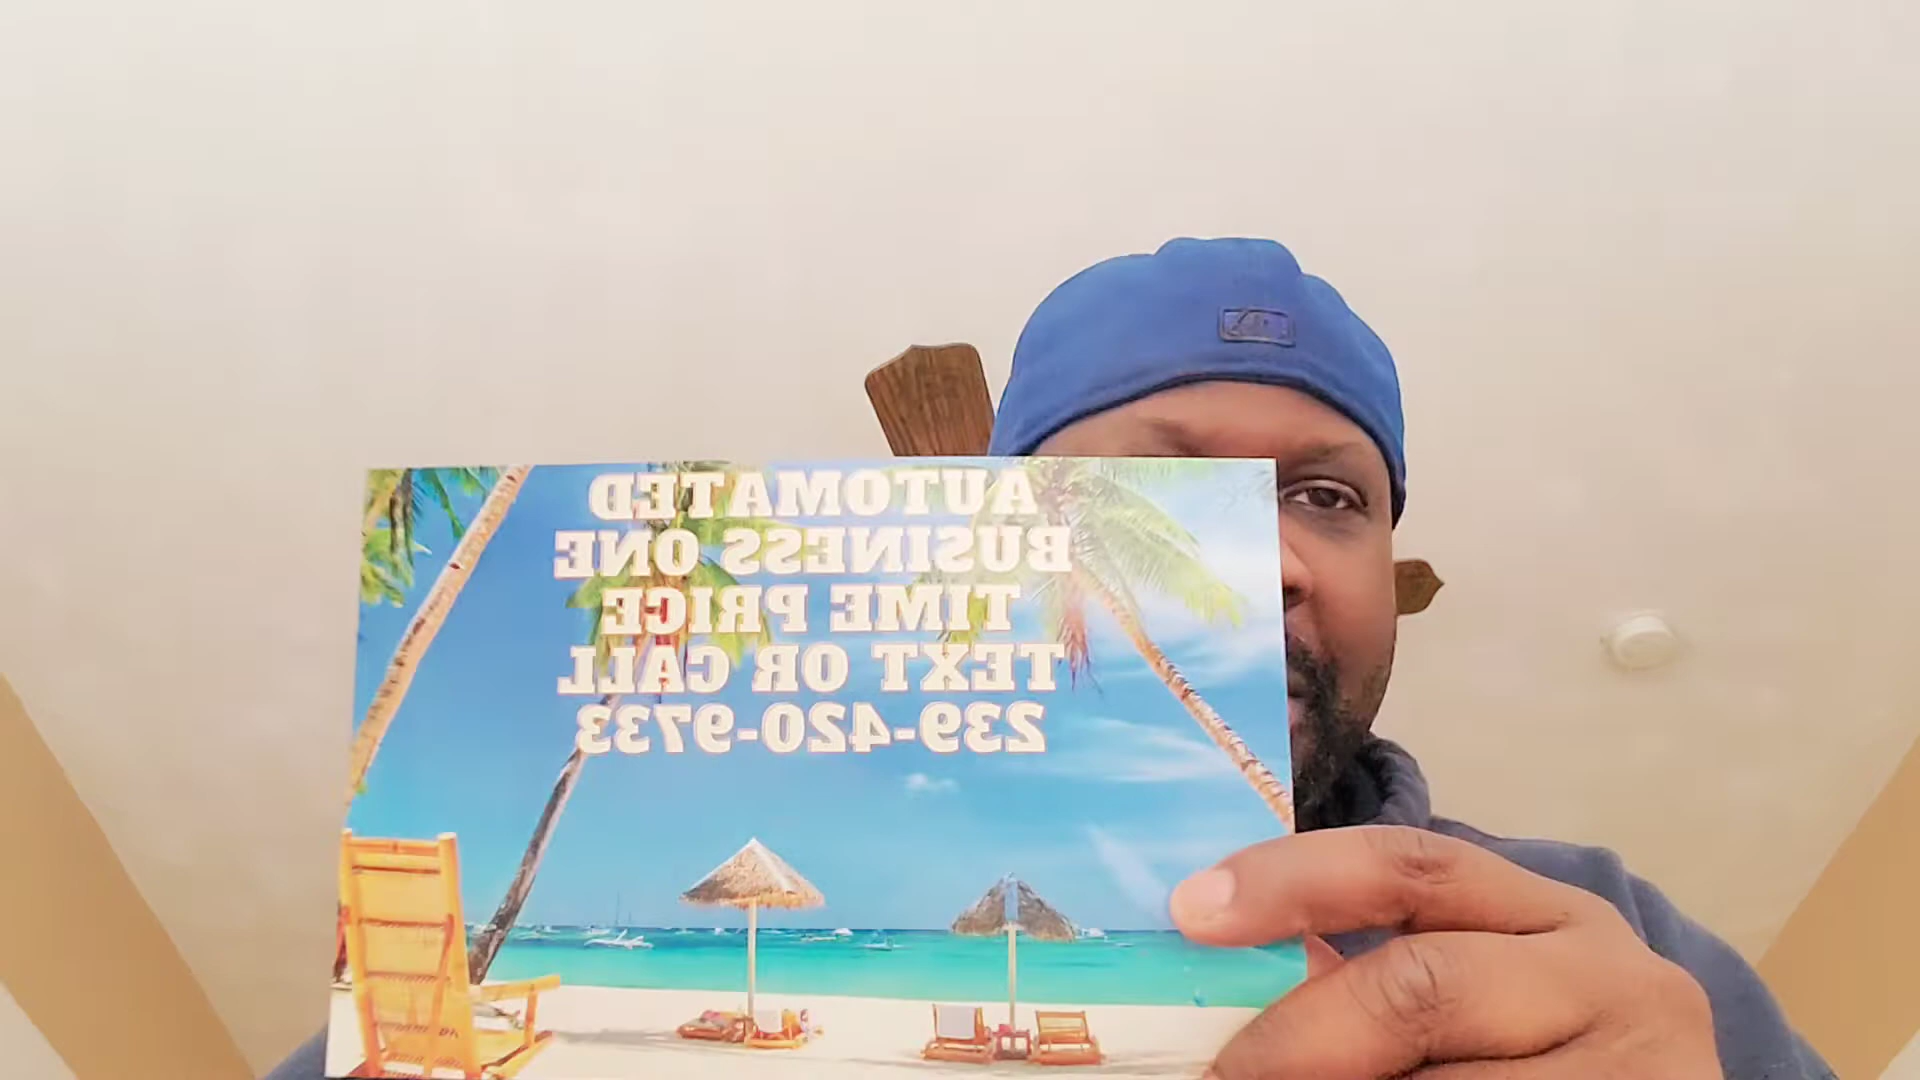 AUTOMATED
BUSINESS ONE
TIME PRICE
TEXT OR CALL
239-420-9733